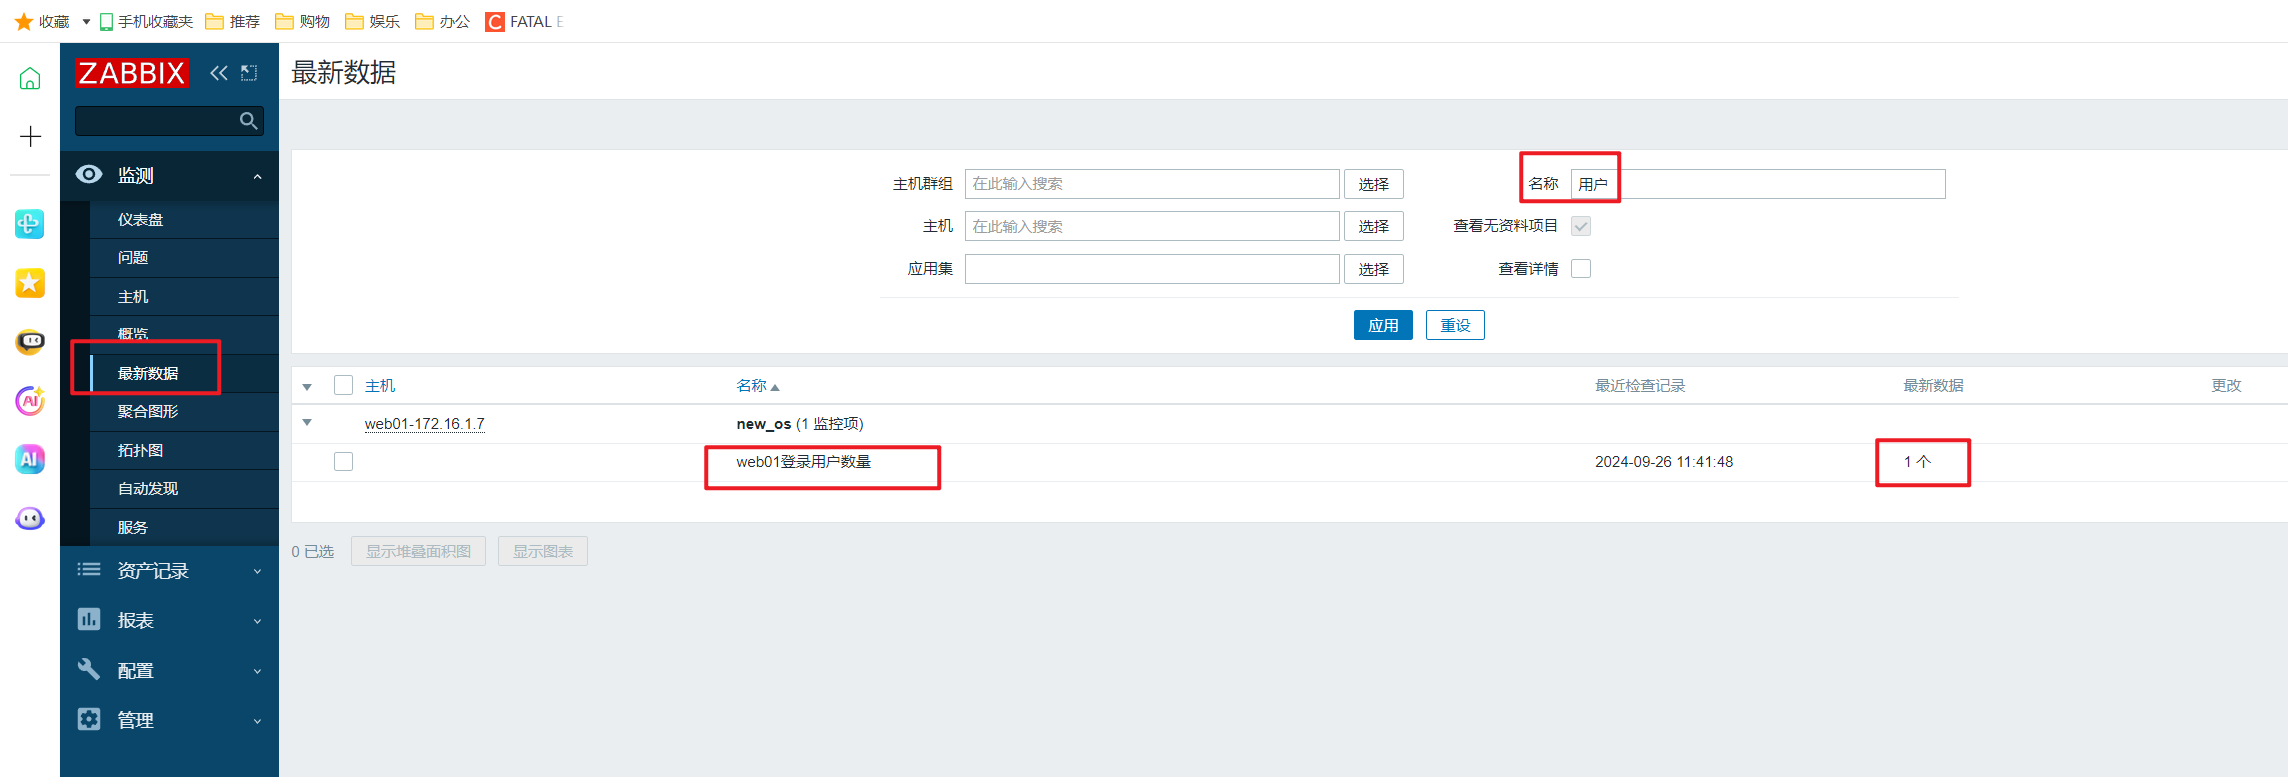 收藏 手机收藏夹 推荐 购物 娱乐 办公 C FATAL E
ZABBIX
最新数据
监测
仪表盘
问题
主机
概览
最新数据
聚合图形
拓扑图
自动发现
服务
资产记录
报表
配置
管理
主机群组 在此输入搜索 选择 名称 用户
主机 在此输入搜索 选择 查看无资料项目
应用集 选择 查看详情
应用 重设
主机 名称 最近检查记录 最新数据 更改
web01-172.16.1.7 new_os (1 监控项)
web01登录用户数量 2024-09-26 11:41:48 1 个
0 已选 显示堆叠面积图 显示图表
AI
AI